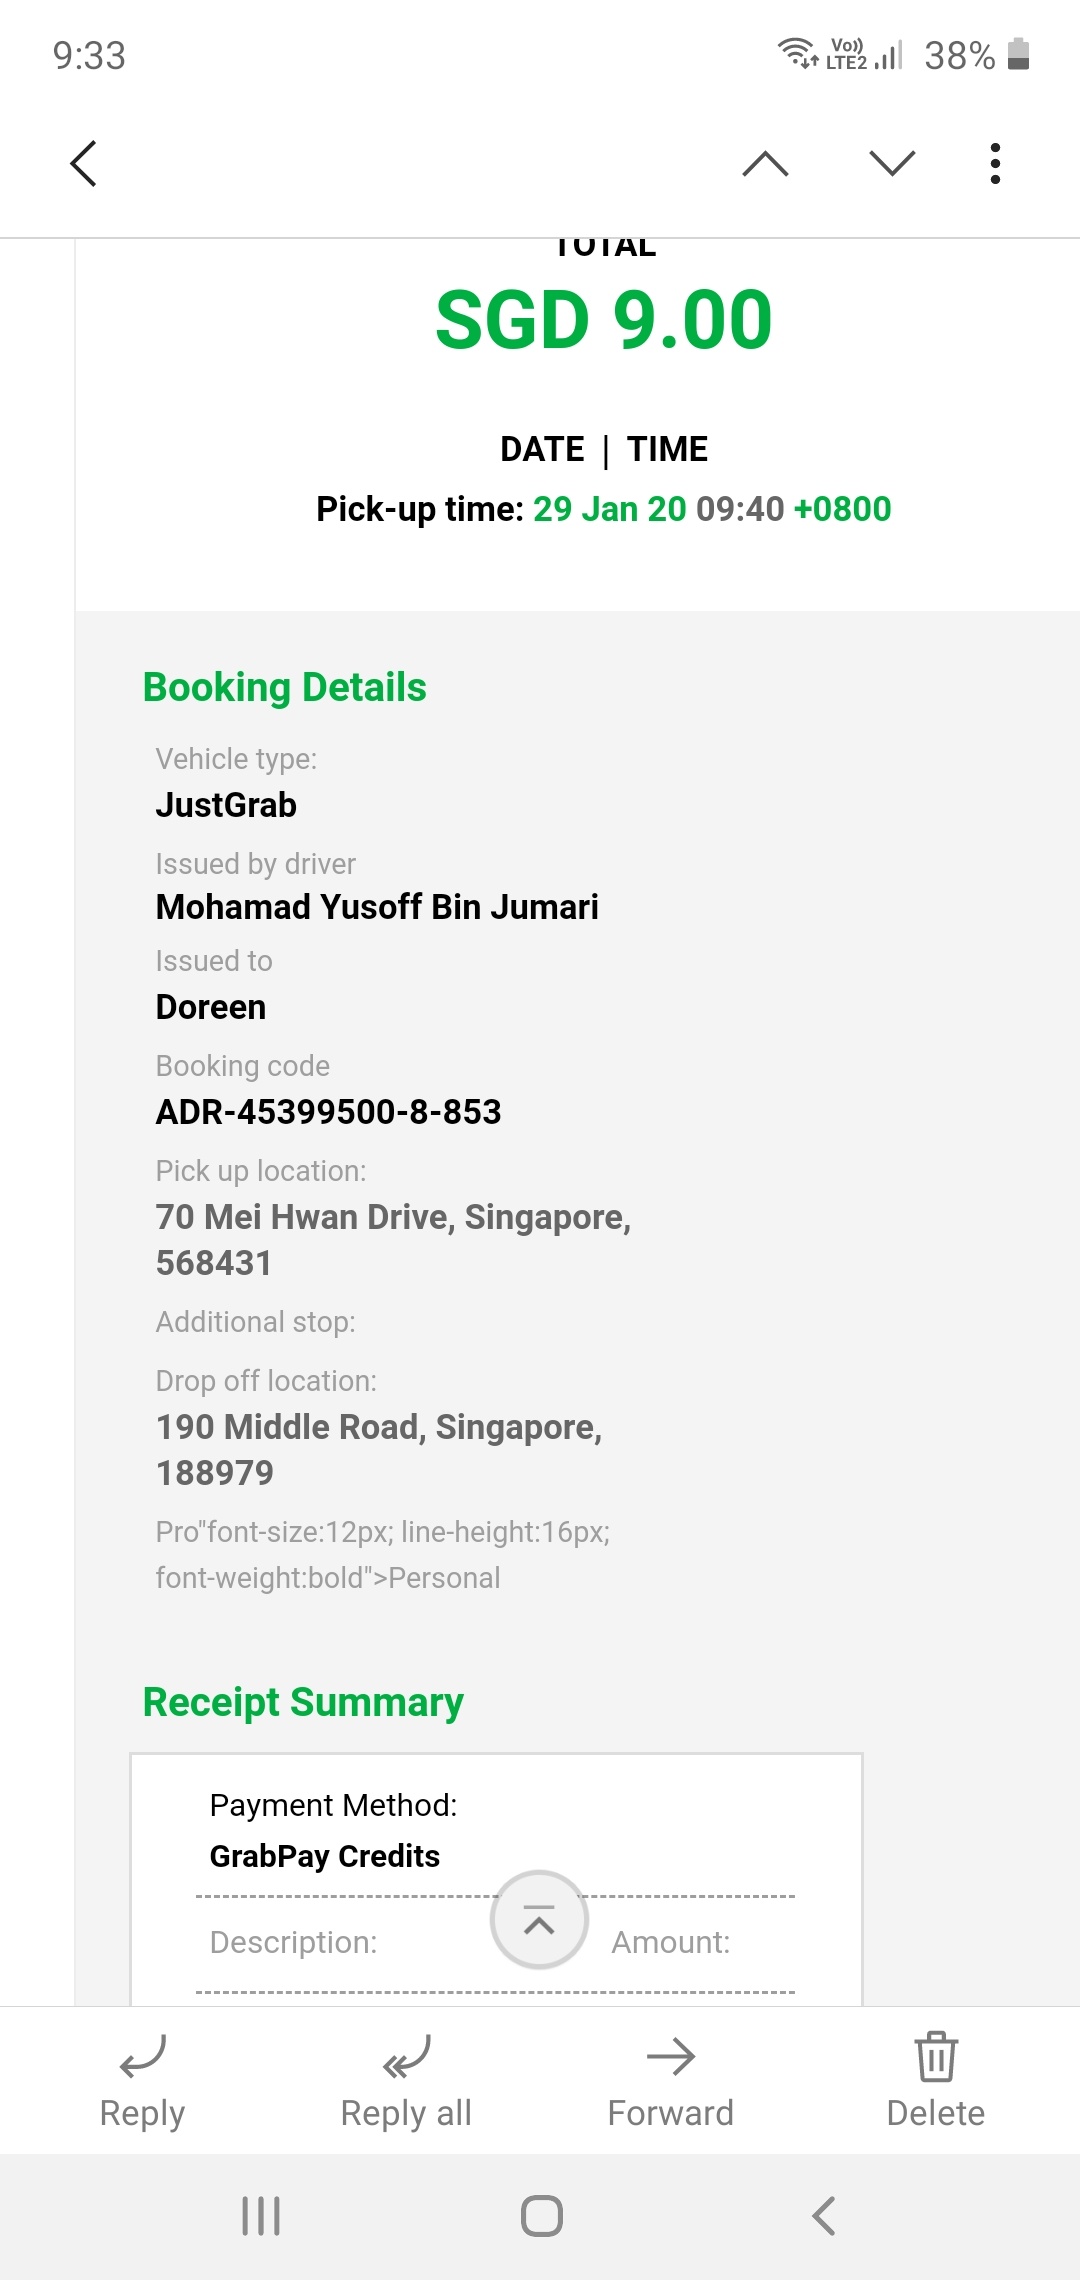 9:33
Vo)) LTE2 38%
TOTAL
SGD 9.00
DATE | TIME
Pick-up time: 29 Jan 20 09:40 +0800
Booking Details
Vehicle type:
JustGrab
Issued by driver
Mohamad Yusoff Bin Jumari
Issued to
Doreen
Booking code
ADR-45399500-8-853
Pick up location:
70 Mei Hwan Drive, Singapore,
568431
Additional stop:
Drop off location:
190 Middle Road, Singapore,
188979
Pro"font-size:12px; line-height:16px;
font-weight:bold">Personal
Receipt Summary
Payment Method:
GrabPay Credits
Description: Amount:
Reply Reply all Forward Delete